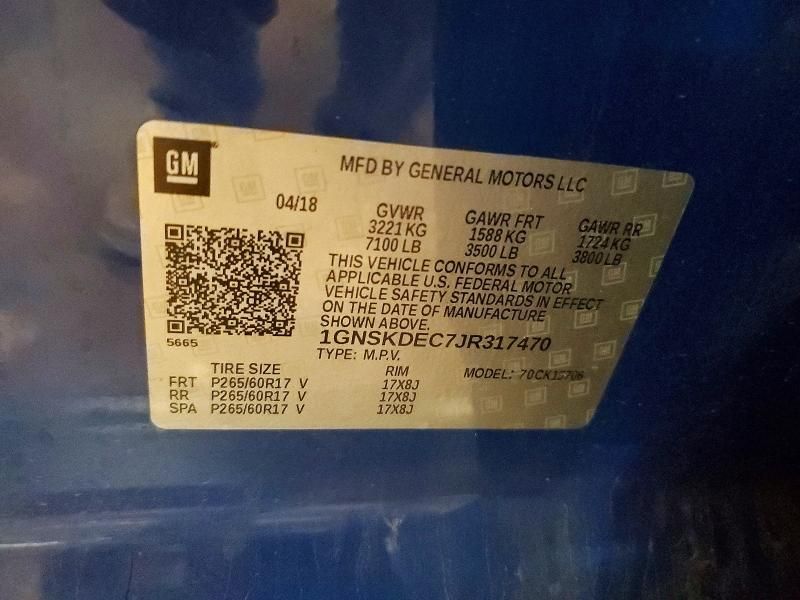 GM
MFD BY GENERAL MOTORS LLC
04/18
GVWR GAWR FRT GAWR RR
3221 KG 1588 KG 1724 KG
7100 LB 3500 LB 3800 LB
THIS VEHICLE CONFORMS TO ALL
APPLICABLE U.S. FEDERAL MOTOR
VEHICLE SAFETY STANDARDS IN EFFECT
ON THE DATE OF MANUFACTURE
SHOWN ABOVE.
5665
1GNSKDEC7JR317470
TYPE: M.P.V.
TIRE SIZE RIM MODEL: 70CK15706
FRT P265/60R17 V 17X8J
RR P265/60R17 V 17X8J
SPA P265/60R17 V 17X8J